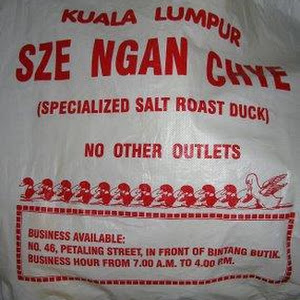 KUALA LUMPUR
SZE NGAN CHYE
(SPECIALIZED SALT ROAST DUCK)
NO OTHER OUTLETS
BUSINESS AVAILABLE:
NO. 46, PETALING STREET, IN FRONT OF BINTANG BUTIK.
BUSINESS HOUR FROM 7.00 A.M. TO 4.00 P.M.